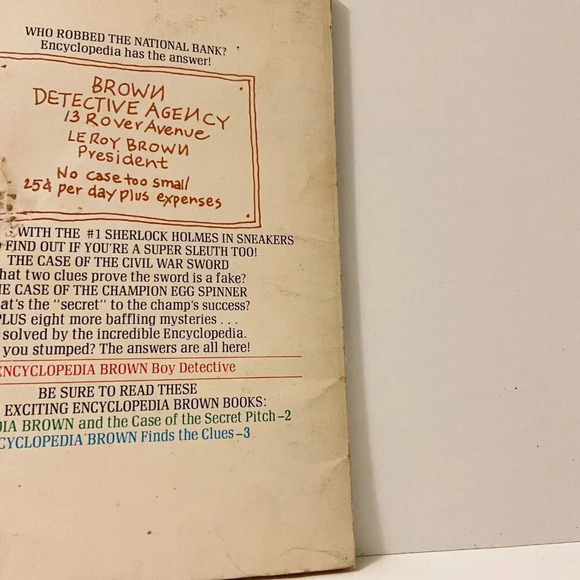 WHO ROBBED THE NATIONAL BANK?
Encyclopedia has the answer!
BROWN
DETECTIVE AGENCY
13 Rover Avenue
LEROY BROWN
President
No case too small
25¢ per day plus expenses
WITH THE #1 SHERLOCK HOLMES IN SNEAKERS
FIND OUT IF YOU'RE A SUPER SLEUTH TOO!
THE CASE OF THE CIVIL WAR SWORD
hat two clues prove the sword is a fake?
HE CASE OF THE CHAMPION EGG SPINNER
at's the "secret" to the champ's success?
PLUS eight more baffling mysteries . . .
solved by the incredible Encyclopedia.
you stumped? The answers are all here!
ENCYCLOPEDIA BROWN Boy Detective
BE SURE TO READ THESE
EXCITING ENCYCLOPEDIA BROWN BOOKS:
DIA BROWN and the Case of the Secret Pitch–2
CYCLOPEDIA BROWN Finds the Clues–3